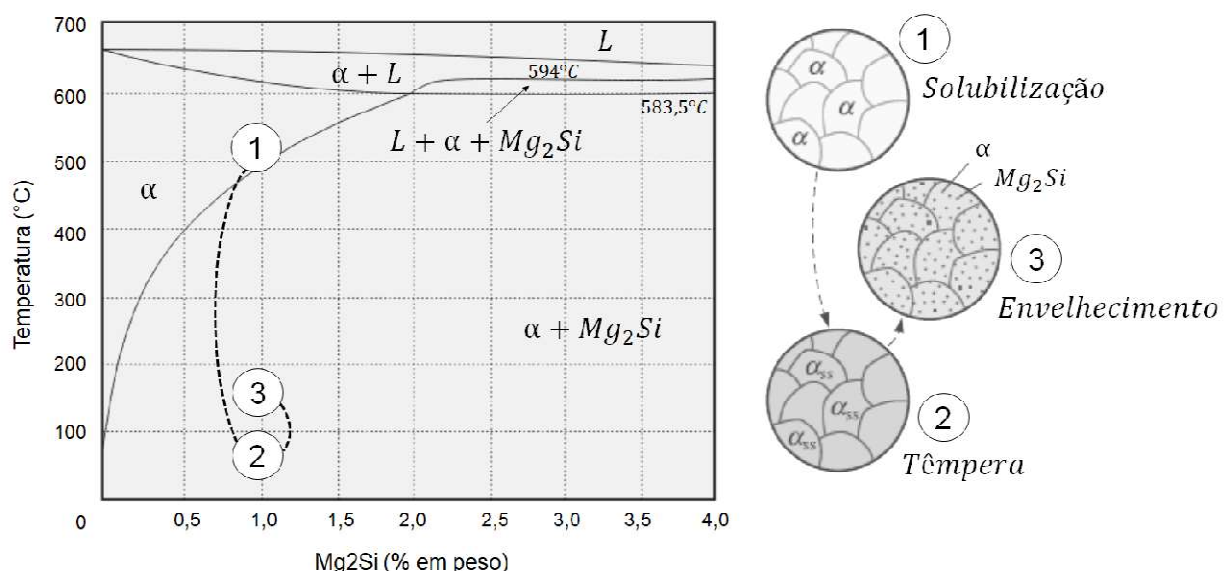 700
600
500
400
300
200
100
0
Temperatura (°C)
0,5
1,0
1,5
2,0
2,5
3,0
3,5
4,0
Mg2Si (% em peso)
L
α + L
594°C
583,5°C
L + α + Mg₂Si
α
α + Mg₂Si
1
2
3
1
Solubilização
α
α
α
α
Mg₂Si
3
Envelhecimento
αss
αss
αss
2
Têmpera